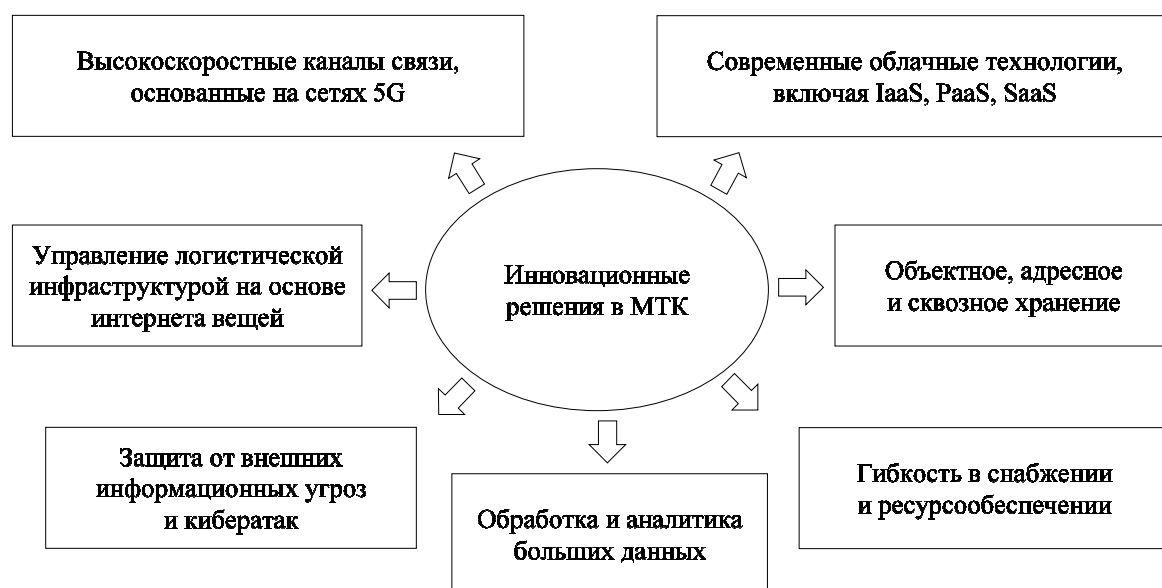 Высокоскоростные каналы связи,
основанные на сетях 5G
Современные облачные технологии,
включая IaaS, PaaS, SaaS
Управление логистической
инфраструктурой на основе
интернета вещей
Инновационные
решения в МТК
Объектное, адресное
и сквозное хранение
Защита от внешних
информационных угроз
и кибератак
Обработка и аналитика
больших данных
Гибкость в снабжении
и ресурсообеспечении